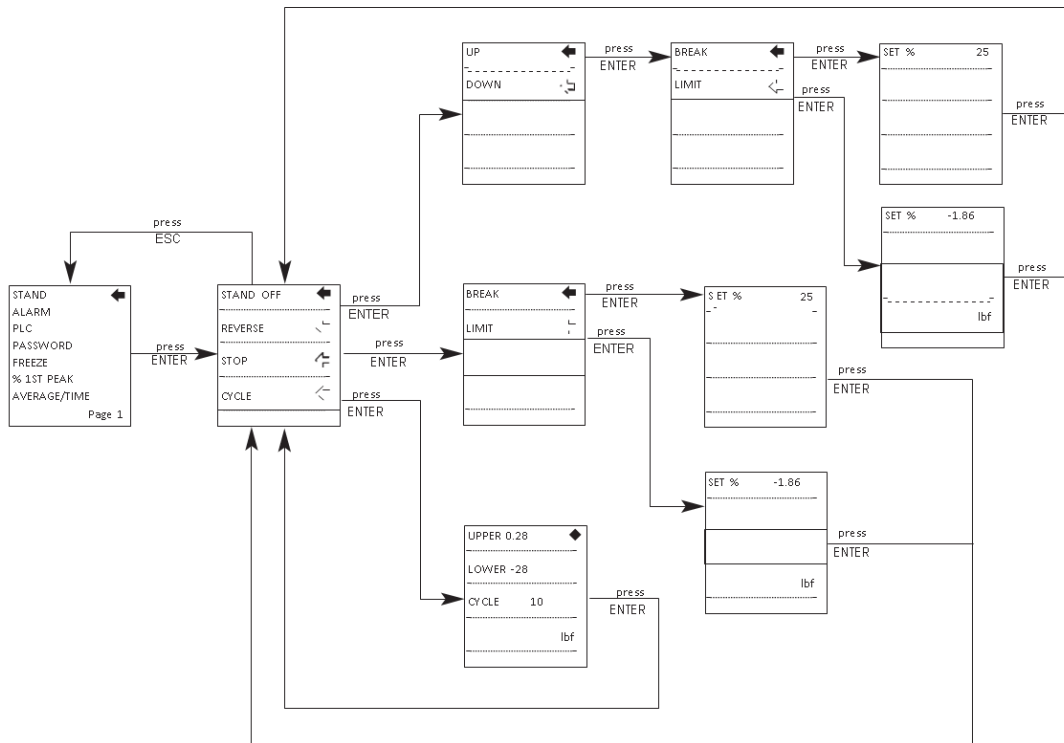 UP
DOWN
press
ENTER
BREAK
LIMIT
press
ENTER
press
ENTER
SET % 25
press
ENTER
SET % -1.86
lbf
press
ENTER
press
ESC
STAND
ALARM
PLC
PASSWORD
FREEZE
% 1ST PEAK
AVERAGE/TIME
Page 1
press
ENTER
STAND OFF
REVERSE
STOP
CYCLE
press
ENTER
press
ENTER
press
ENTER
BREAK
LIMIT
press
ENTER
press
ENTER
SET % 25
press
ENTER
SET % -1.86
lbf
press
ENTER
UPPER 0.28
LOWER -28
CYCLE 10
lbf
press
ENTER